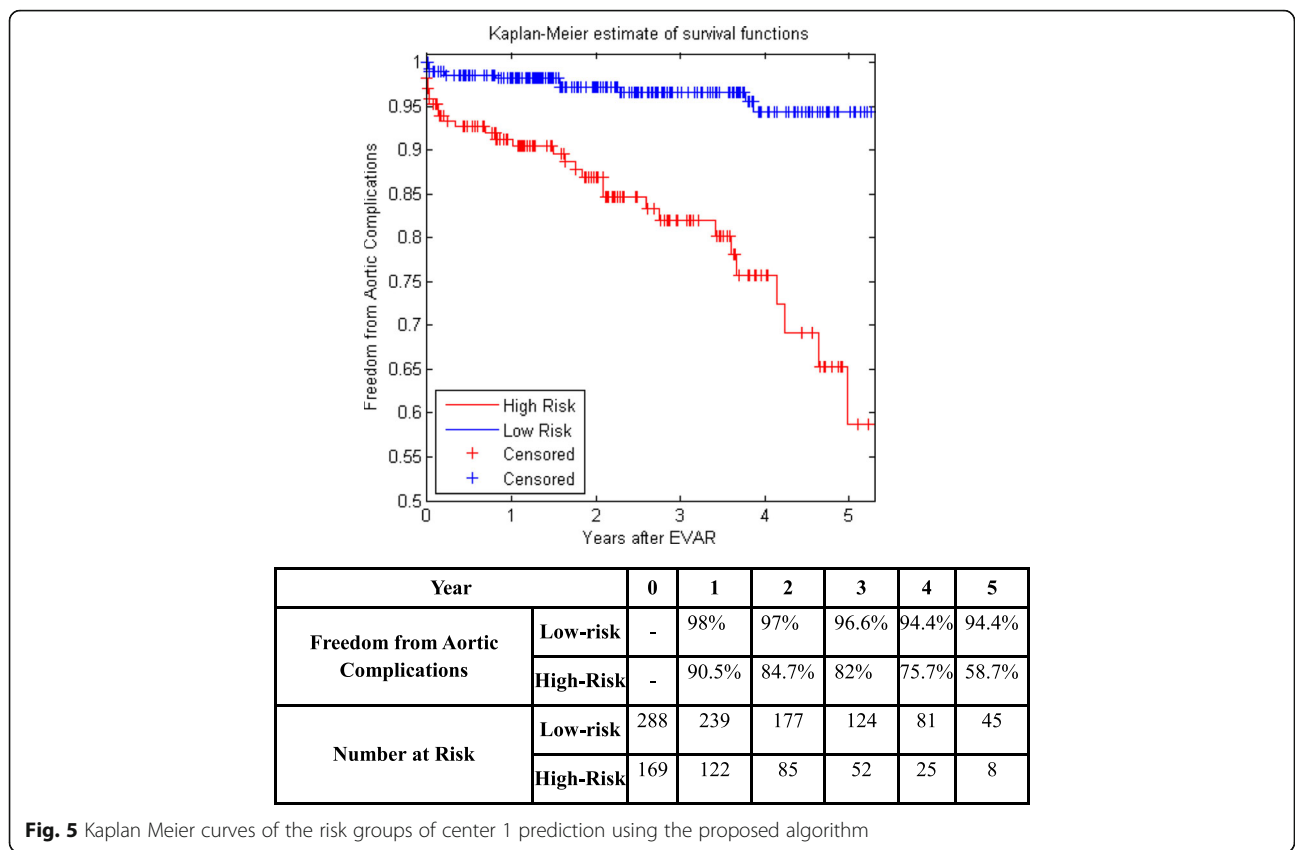 Kaplan-Meier estimate of survival functions
1
0.95
0.9
0.85
0.8
0.75
0.7
0.65
0.6
0.55
0.5
Freedom from Aortic Complications
High Risk
Low Risk
Censored
Censored
0 1 2 3 4 5
Years after EVAR
Year 0 1 2 3 4 5
Freedom from Aortic
Complications
Low-risk - 98% 97% 96.6% 94.4% 94.4%
High-Risk - 90.5% 84.7% 82% 75.7% 58.7%
Number at Risk
Low-risk 288 239 177 124 81 45
High-Risk 169 122 85 52 25 8
Fig. 5 Kaplan Meier curves of the risk groups of center 1 prediction using the proposed algorithm